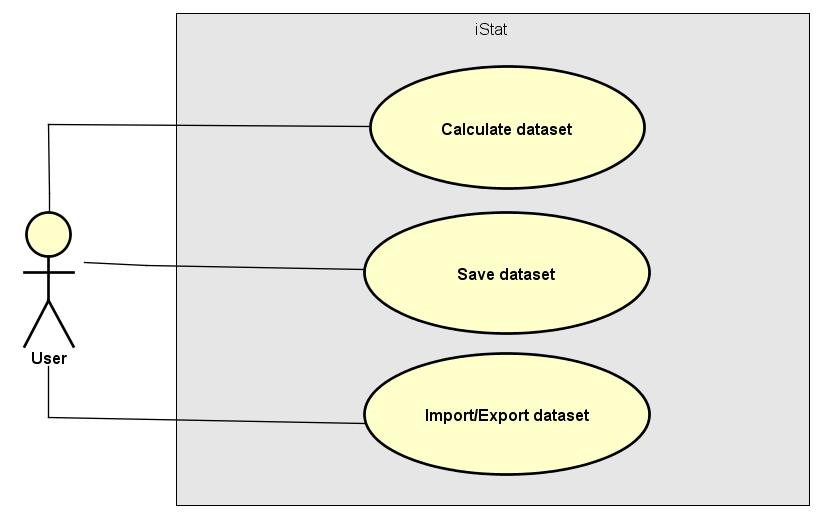 iStat
Calculate dataset
Save dataset
User
Import/Export dataset